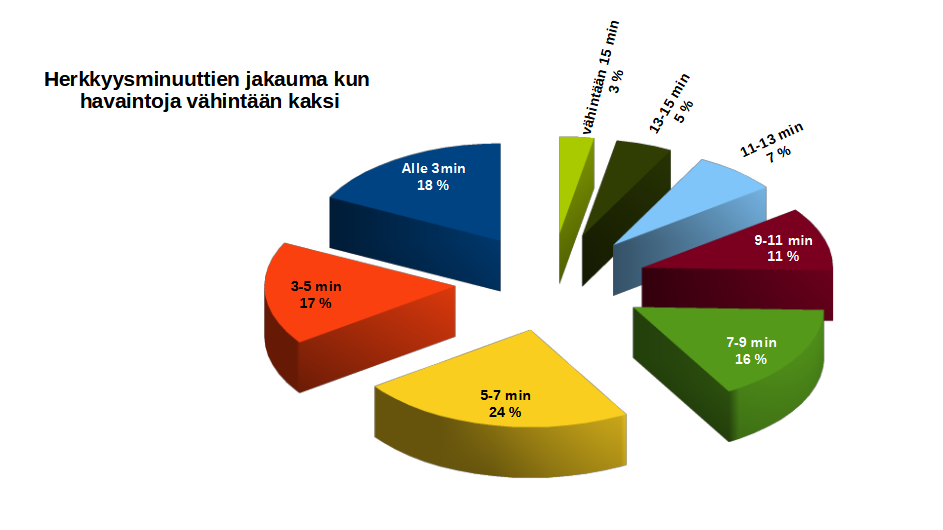 Herkkyysminuuttien jakauma kun
havaintoja vähintään kaksi
vähintään 15 min
3 %
13-15 min
5 %
11-13 min
7 %
9-11 min
11 %
7-9 min
16 %
5-7 min
24 %
3-5 min
17 %
Alle 3min
18 %